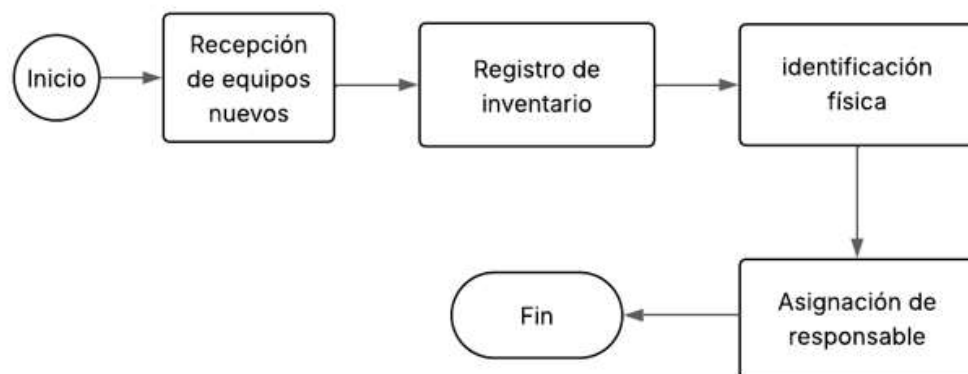 Inicio
Recepción
de equipos
nuevos
Registro de
inventario
identificación
física
Asignación de
responsable
Fin